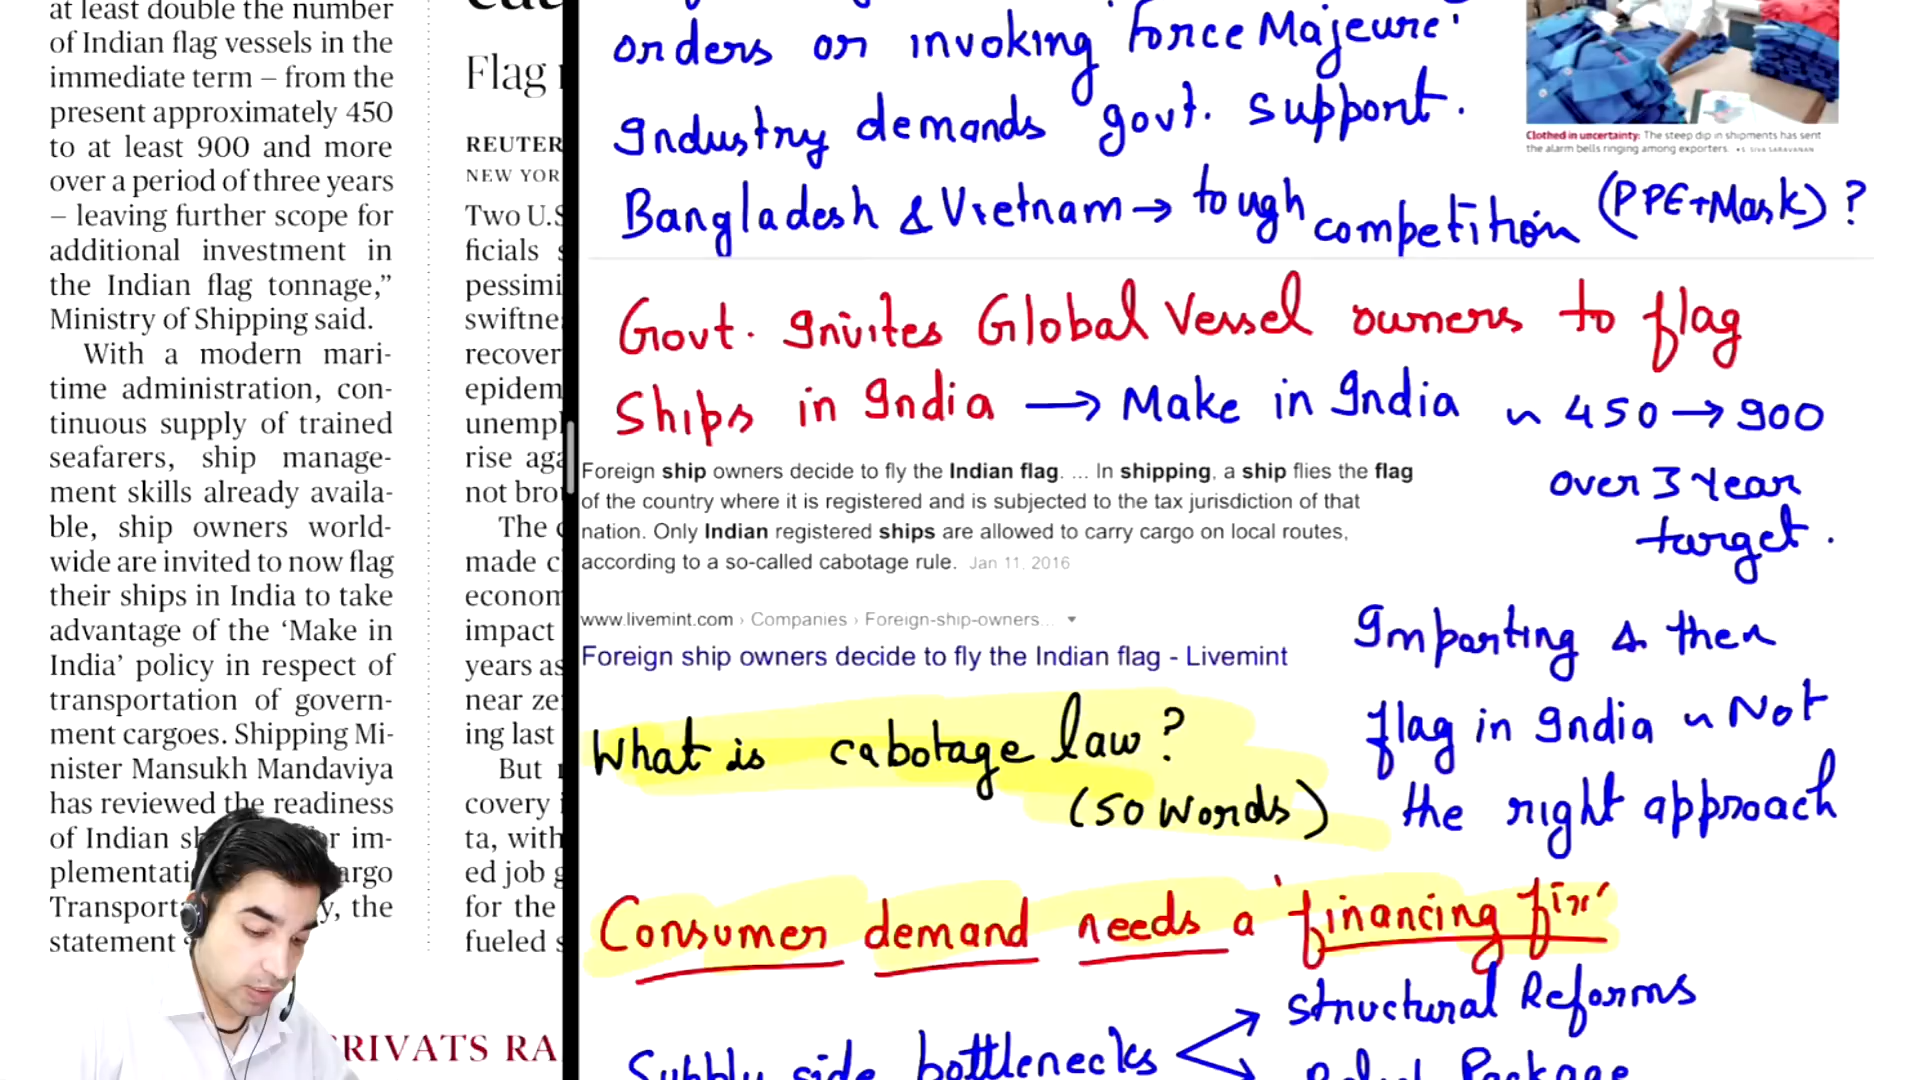 at least double the number
of Indian flag vessels in the
immediate term – from the
present approximately 450
to at least 900 and more
over a period of three years
– leaving further scope for
additional investment in
the Indian flag tonnage,”
Ministry of Shipping said.
With a modern mari-
time administration, con-
tinuous supply of trained
seafarers, ship manage-
ment skills already availa-
ble, ship owners world-
wide are invited to now flag
their ships in India to take
advantage of the ‘Make in
India’ policy in respect of
transportation of govern-
ment cargoes. Shipping Mi-
nister Mansukh Mandaviya
has reviewed the readiness
of Indian
statement
RIVATS RA
Flag
REUTER
NEW YOR
Two U.S
ficials
pessimi
swiftne
recover
epidem
unemp
rise aga
not bro
The
made c
econom
impact
years as
near ze
ing last
But
covery
ta, with
ed job g
for the
fueled s
orders or invoking 'Force Majeure'
Industry demands govt. support.
Bangladesh & Vietnam → tough competition (PPE+Mask)?
Clothed in uncertainty: The steep dip in shipments has sent
the alarm bells ringing among exporters.
Govt. Invites Global Vessel owners to flag
Ships in India → Make in India ~ 450 → 900
over 3 Year
target.
Foreign ship owners decide to fly the Indian flag. ... In shipping, a ship flies the flag
of the country where it is registered and is subjected to the tax jurisdiction of that
nation. Only Indian registered ships are allowed to carry cargo on local routes,
according to a so-called cabotage rule. Jan 11, 2016
www.livemint.com › Companies › Foreign-ship-owners...
Foreign ship owners decide to fly the Indian flag - Livemint
Importing & then
flag in India ~ Not
the right approach
What is cabotage law?
(50 Words)
Consumer demand needs a 'financing fix'
Supply side bottlenecks
Structural Reforms
Package